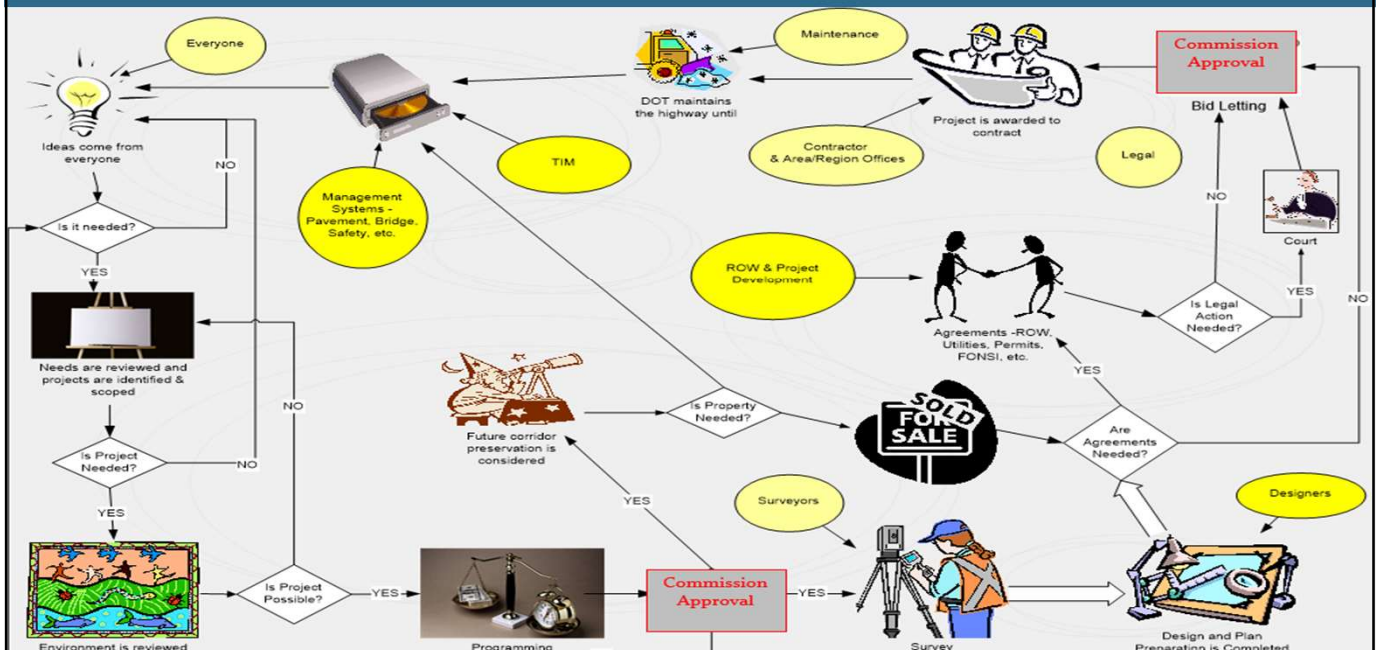 Everyone
Maintenance
Commission
Approval
Bid Letting
DOT maintains
the highway until
Project is awarded to
contract
Ideas come from
everyone
NO
TIM
Contractor
& Area/Region Offices
Legal
Management
Systems -
Pavement, Bridge,
Safety, etc.
Is it needed?
YES
NO
Court
ROW & Project
Development
Is Legal
Action
Needed?
YES
NO
Agreements -ROW,
Utilities, Permits,
FONSI, etc.
YES
Needs are reviewed and
projects are identified &
scoped
NO
Is Property
Needed?
SOLD
FOR
SALE
Are
Agreements
Needed?
Future corridor
preservation is
considered
Is Project
Needed?
NO
YES
YES
Surveyors
Designers
Is Project
Possible?
YES
Commission
Approval
YES
Environment is reviewed
Programming
Survey
Design and Plan
Preparation is Completed